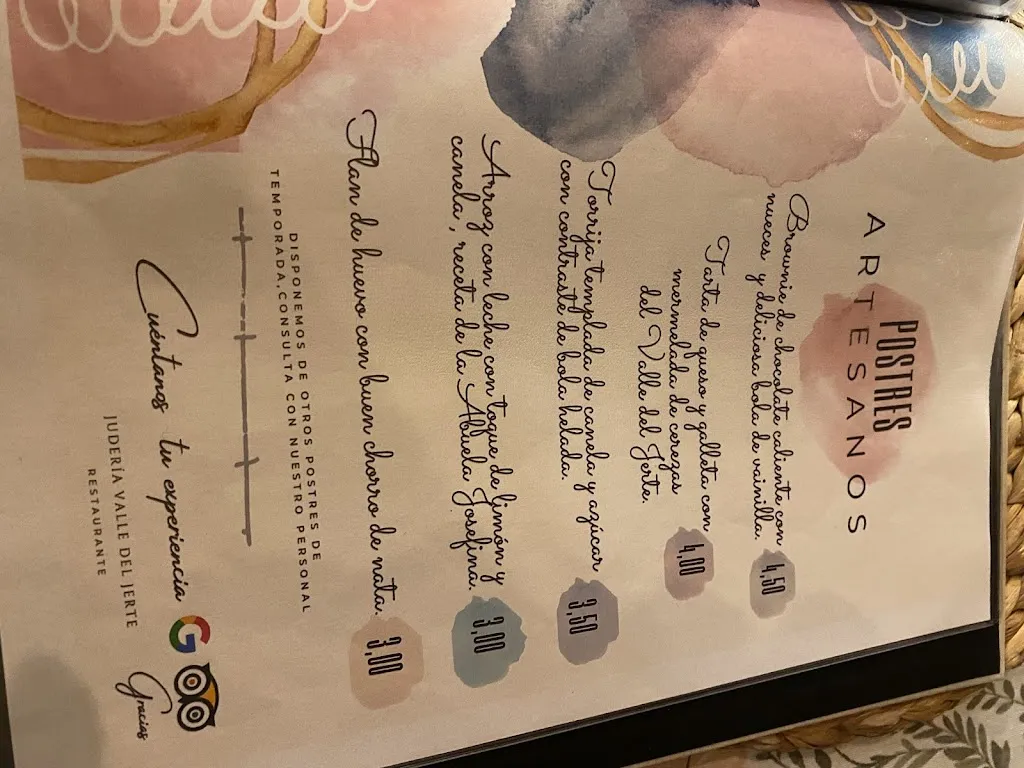 POSTRES
ARTESANOS
Brownie de chocolate caliente con
nueces y deliciosa bola de vainilla. 4,50
Tarta de queso y galleta con
mermelada de cerezas
del Valle del Jerte. 4,00
Torrija templada de canela y azúcar
con contraste de bola helada. 3,50
Arroz con leche con toque de limón y
canela, receta de la Abuela Josefina. 3,00
Flan de huevo con buen chorro de nata. 3,00
DISPONEMOS DE OTROS POSTRES DE
TEMPORADA,CONSULTA CON NUESTRO PERSONAL
Cuéntanos tu experiencia
JUDERÍA VALLE DEL JERTE
RESTAURANTE
Gracias